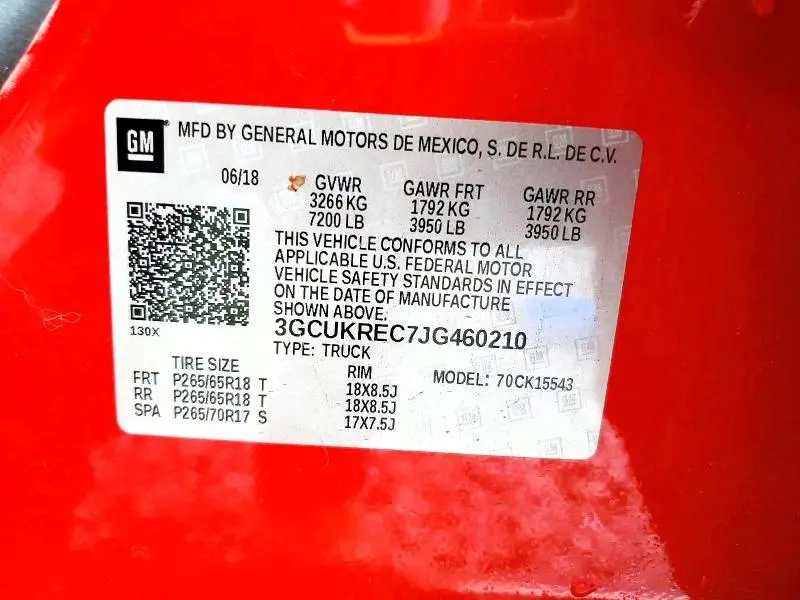 GM MFD BY GENERAL MOTORS DE MEXICO, S. DE R.L. DE C.V.
06/18 GVWR GAWR FRT GAWR RR
3266 KG 1792 KG 1792 KG
7200 LB 3950 LB 3950 LB
THIS VEHICLE CONFORMS TO ALL
APPLICABLE U.S. FEDERAL MOTOR
VEHICLE SAFETY STANDARDS IN EFFECT
ON THE DATE OF MANUFACTURE
SHOWN ABOVE.
130X
3GCUKREC7JG460210
TYPE: TRUCK
TIRE SIZE RIM MODEL: 70CK15543
FRT P265/65R18 T 18X8.5J
RR P265/65R18 T 18X8.5J
SPA P265/70R17 S 17X7.5J